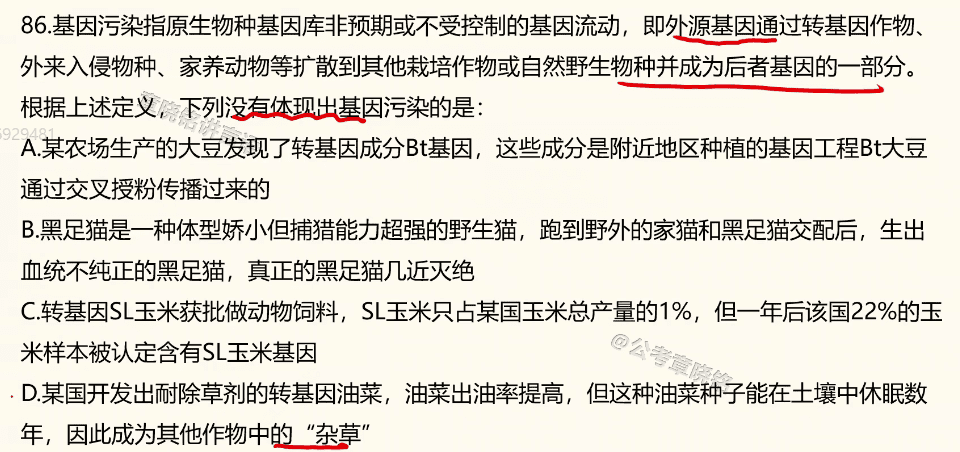 86.基因污染指原生物种基因库非预期或不受控制的基因流动，即外源基因通过转基因作物、
外来入侵物种、家养动物等扩散到其他栽培作物或自然野生物种并成为后者基因的一部分。
根据上述定义，下列没有体现出基因污染的是：
6929481
A.某农场生产的大豆发现了转基因成分Bt基因，这些成分是附近地区种植的基因工程Bt大豆
通过交叉授粉传播过来的
B.黑足猫是一种体型娇小但捕猎能力超强的野生猫，跑到野外的家猫和黑足猫交配后，生出
血统不纯正的黑足猫，真正的黑足猫几近灭绝
C.转基因SL玉米获批做动物饲料，SL玉米只占某国玉米总产量的1%，但一年后该国22%的玉
米样本被认定含有SL玉米基因
@公考章晓铭
D.某国开发出耐除草剂的转基因油菜，油菜出油率提高，但这种油菜种子能在土壤中休眠数
年，因此成为其他作物中的“杂草”